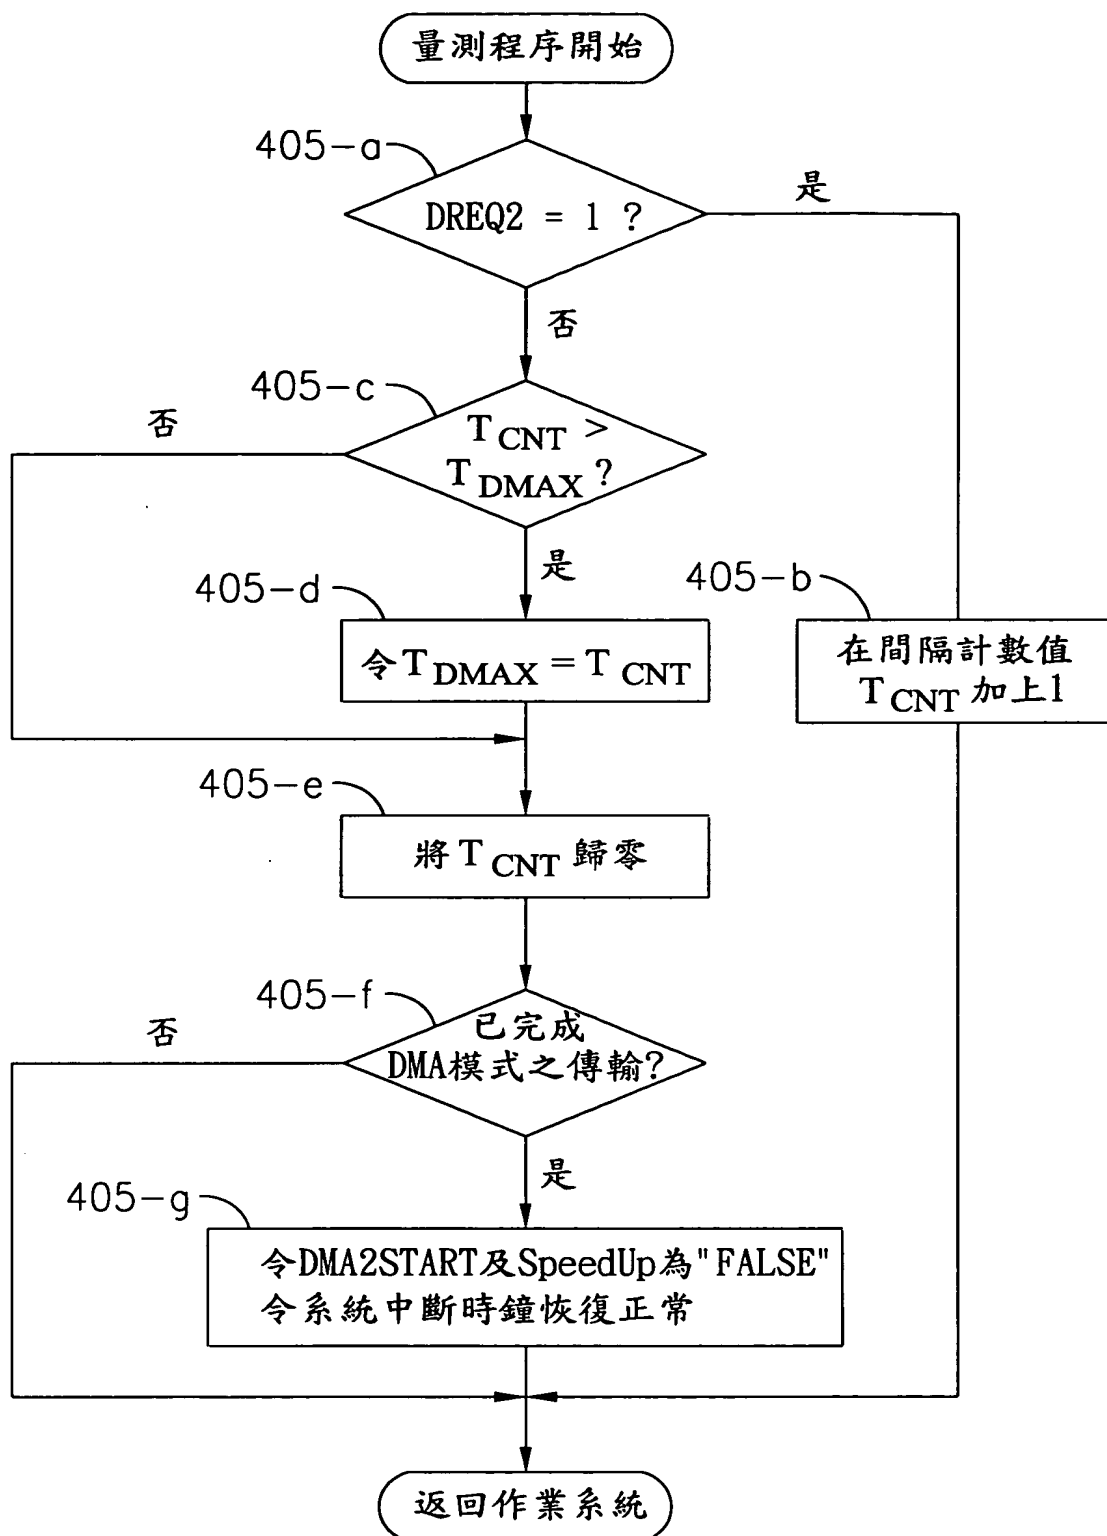 量測程序開始
405-a
是
DREQ2 = 1 ?
否
405-c
否
T CNT >
T DMAX ?
是
405-d
405-b
令 T DMAX = T CNT
在間隔計數值
T CNT 加上1
405-e
將 T CNT 歸零
405-f
否
已完成
DMA模式之傳輸?
是
405-g
令DMA2START及SpeedUp為"FALSE"
令系統中斷時鐘恢復正常
返回作業系統